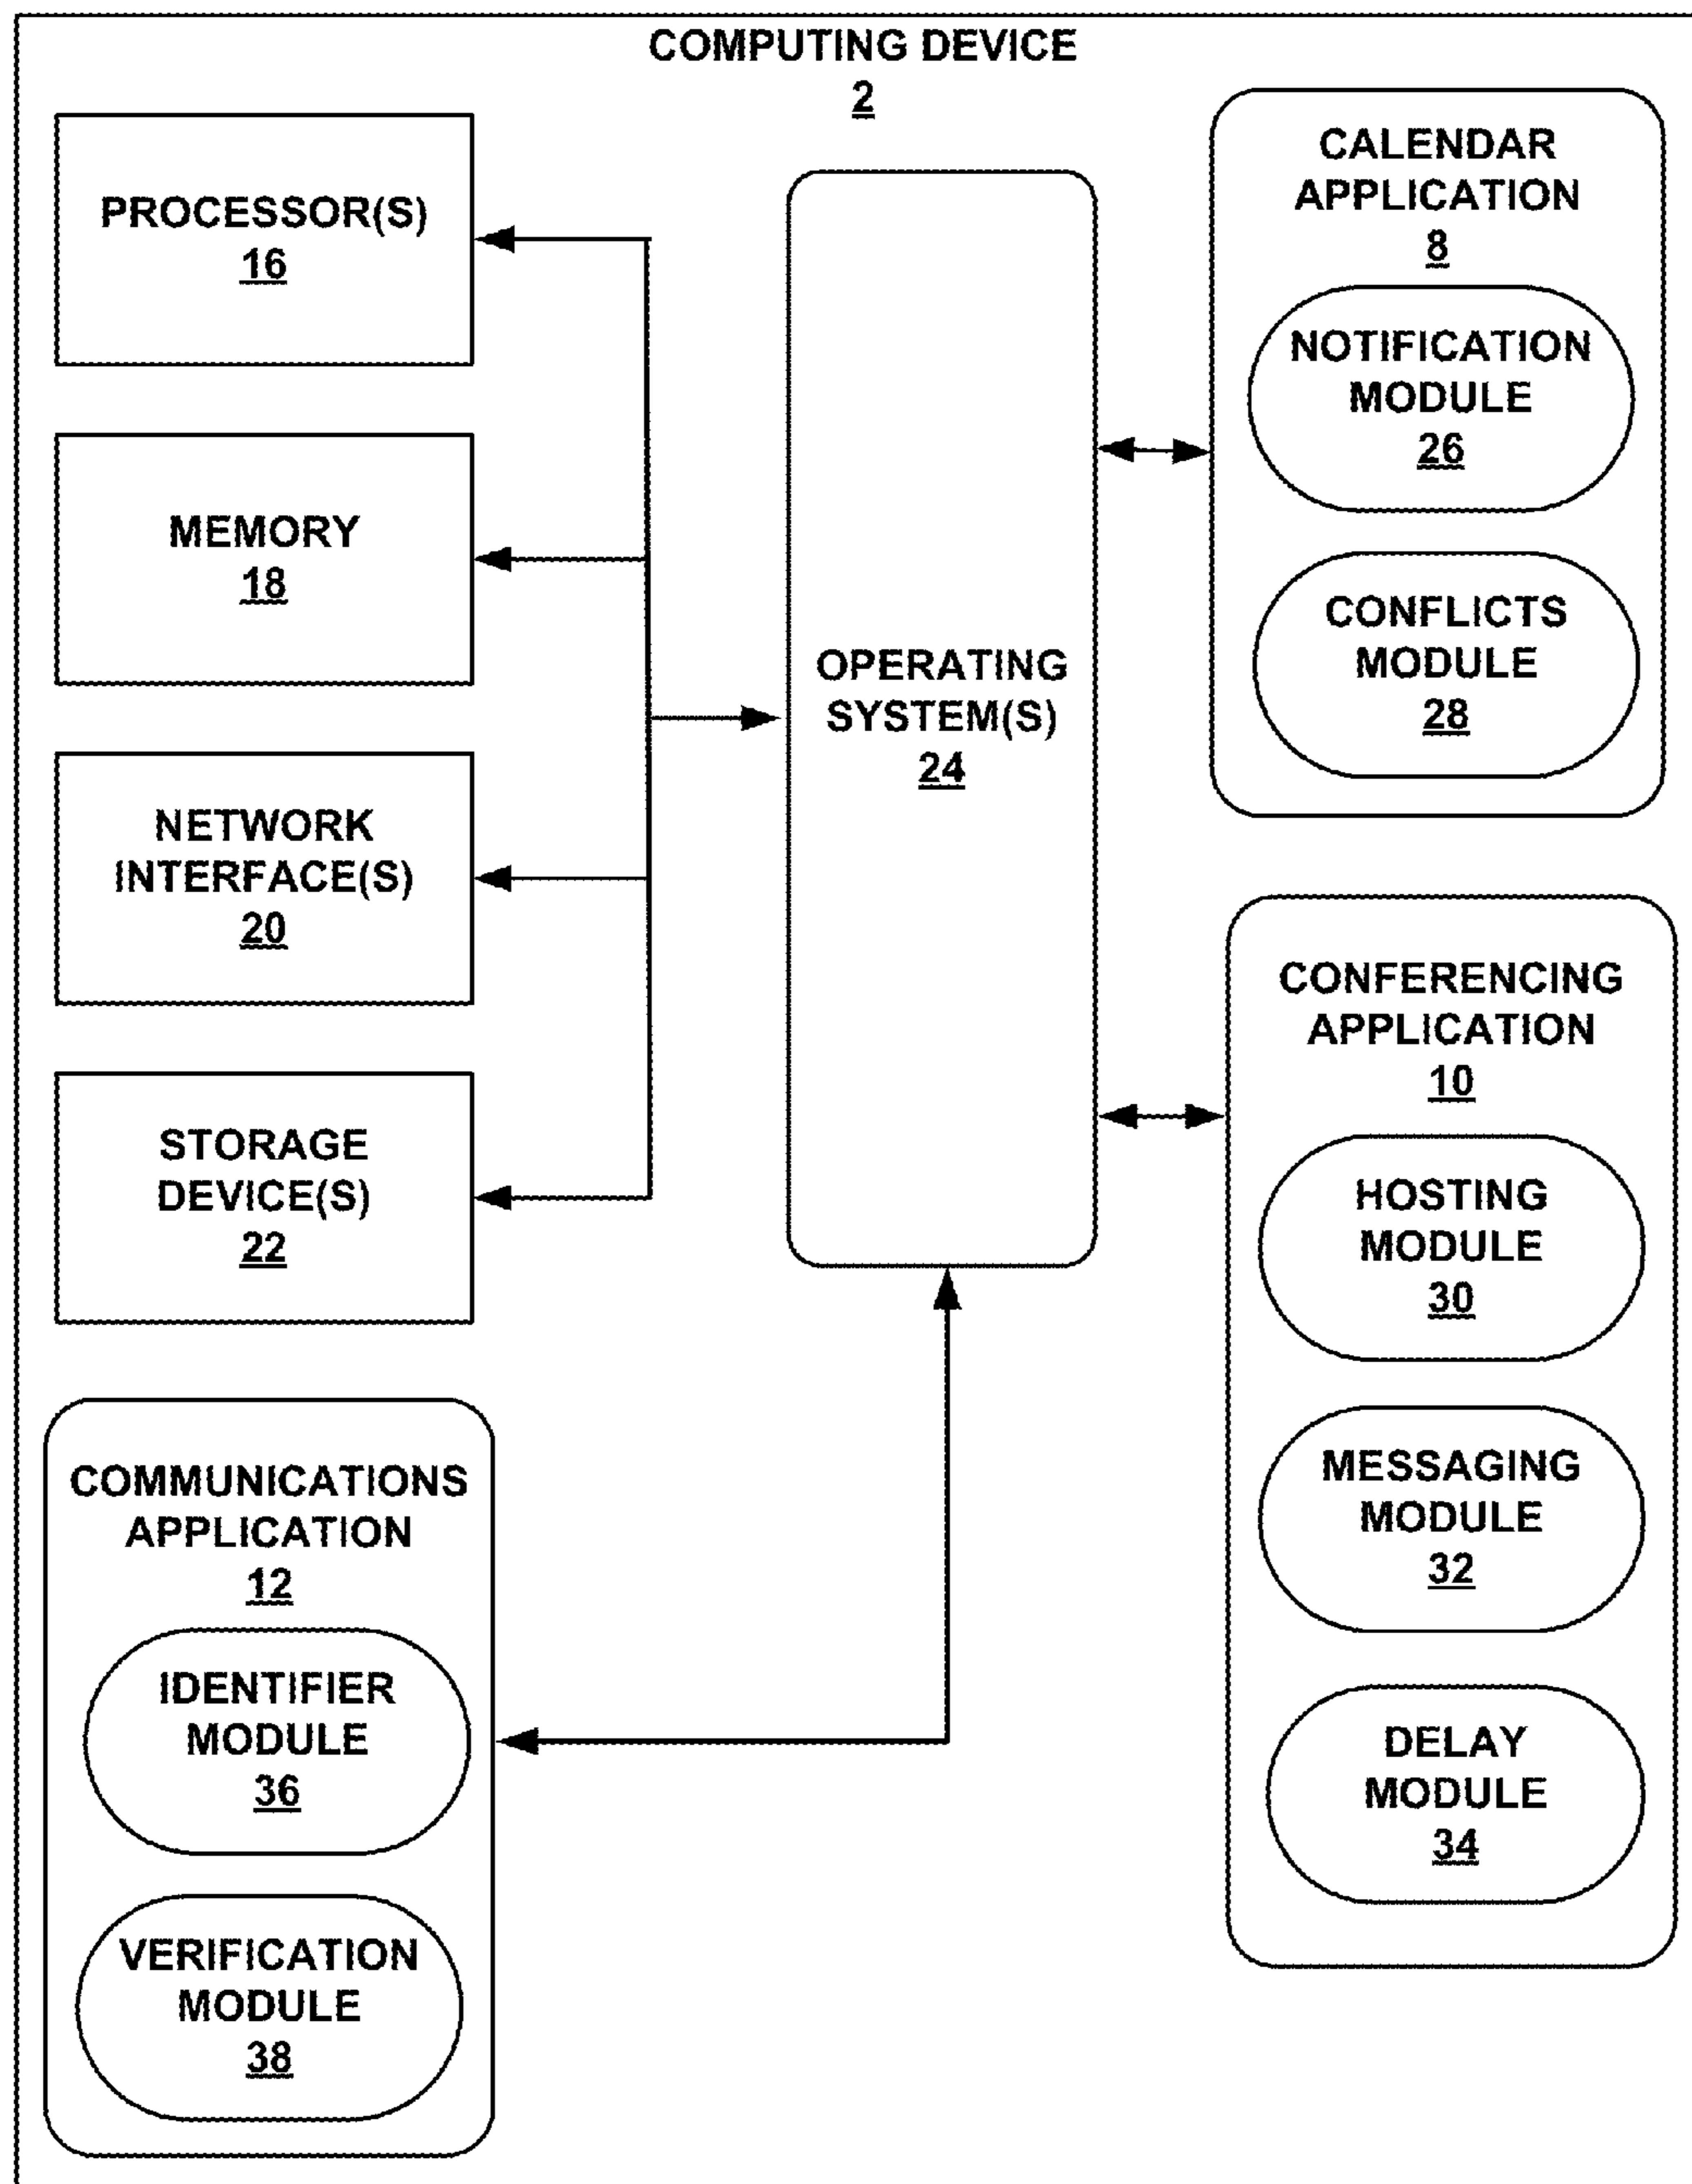 COMPUTING DEVICE
2
PROCESSOR(S)
16
MEMORY
18
NETWORK
INTERFACE(S)
20
STORAGE
DEVICE(S)
22
COMMUNICATIONS
APPLICATION
12
IDENTIFIER
MODULE
36
VERIFICATION
MODULE
38
OPERATING
SYSTEM(S)
24
CALENDAR
APPLICATION
8
NOTIFICATION
MODULE
26
CONFLICTS
MODULE
28
CONFERENCING
APPLICATION
10
HOSTING
MODULE
30
MESSAGING
MODULE
32
DELAY
MODULE
34